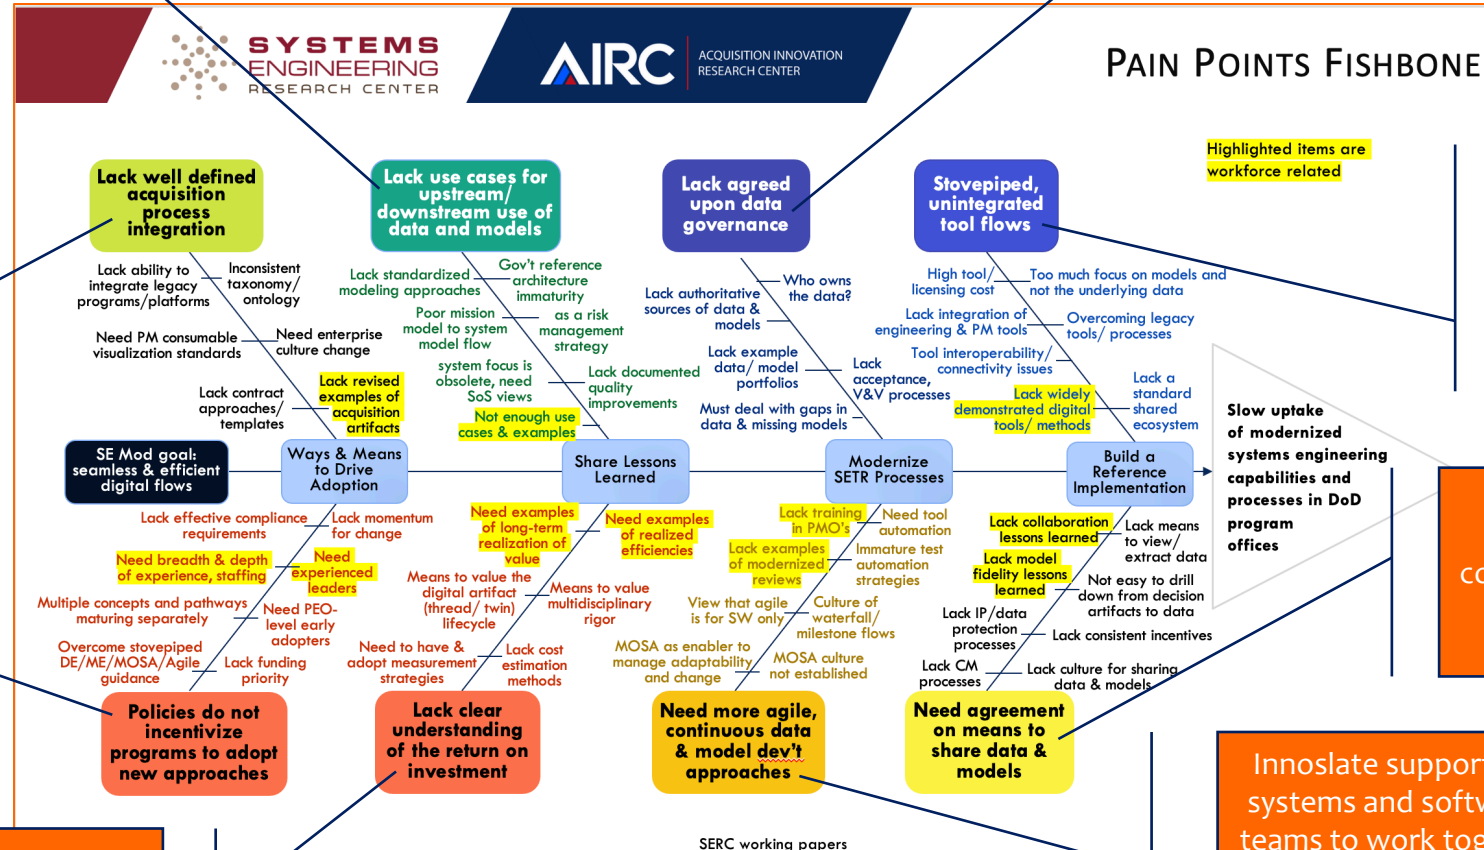 SYSTEMS
ENGINEERING
RESEARCH CENTER
AIRC
ACQUISITION INNOVATION
RESEARCH CENTER
PAIN POINTS FISHBONE
Highlighted items are
workforce related
Lack well defined
acquisition
process
integration
Lack use cases for
upstream/
downstream use of
data and models
Lack agreed
upon data
governance
Stovepiped,
unintegrated
tool flows
Lack ability to
integrate legacy
programs/platforms
Inconsistent
taxonomy/
ontology
Need PM consumable
visualization standards
Need enterprise
culture change
Lack contract
approaches/
templates
Lack revised
examples of
acquisition
artifacts
Lack standardized
modeling approaches
Gov't reference
architecture
immaturity
Poor mission
model to system
model flow
as a risk
management
strategy
system focus is
obsolete, need
SoS views
Lack documented
quality
improvements
Not enough use
cases & examples
Who owns
the data?
Lack authoritative
sources of data &
models
Lack example
data/ model
portfolios
Lack
acceptance,
V&V processes
Must deal with gaps in
data & missing models
High tool/
licensing cost
Too much focus on models and
not the underlying data
Lack integration of
engineering & PM tools
Overcoming legacy
tools/ processes
Tool interoperability/
connectivity issues
Lack widely
demonstrated digital
tools/ methods
Lack a
standard
shared
ecosystem
SE Mod goal:
seamless & efficient
digital flows
Ways & Means
to Drive
Adoption
Share Lessons
Learned
Modernize
SETR Processes
Build a
Reference
Implementation
Slow uptake
of modernized
systems engineering
capabilities and
processes in DoD
program
offices
Lack effective compliance
requirements
Lack momentum
for change
Need breadth & depth
of experience, staffing
Need
experienced
leaders
Multiple concepts and pathways
maturing separately
Need PEO-
level early
adopters
Overcome stovepiped
DE/ME/MOSA/Agile
guidance
Lack funding
priority
Need examples
of long-term
realization of
value
Need examples
of realized
efficiencies
Means to value the
digital artifact
(thread/ twin)
lifecycle
Means to value
multidisciplinary
rigor
Need to have &
adopt measurement
strategies
Lack cost
estimation
methods
Lack training
in PMO's
Need tool
automation
Lack examples
of modernized
reviews
Immature test
automation
strategies
View that agile
is for SW only
Culture of
waterfall/
milestone flows
MOSA as enabler to
manage adaptability
and change
MOSA culture
not established
Lack collaboration
lessons learned
Lack means
to view/
extract data
Lack model
fidelity lessons
learned
Not easy to drill
down from decision
artifacts to data
Lack IP/data
protection
processes
Lack consistent incentives
Lack CM
processes
Lack culture for sharing
data & models
Policies do not
incentivize
programs to adopt
new approaches
Lack clear
understanding
of the return on
investment
Need more agile,
continuous data
& model dev't
approaches
Need agreement
on means to
share data &
models
SERC working papers
Innoslate
systems and
teams to work